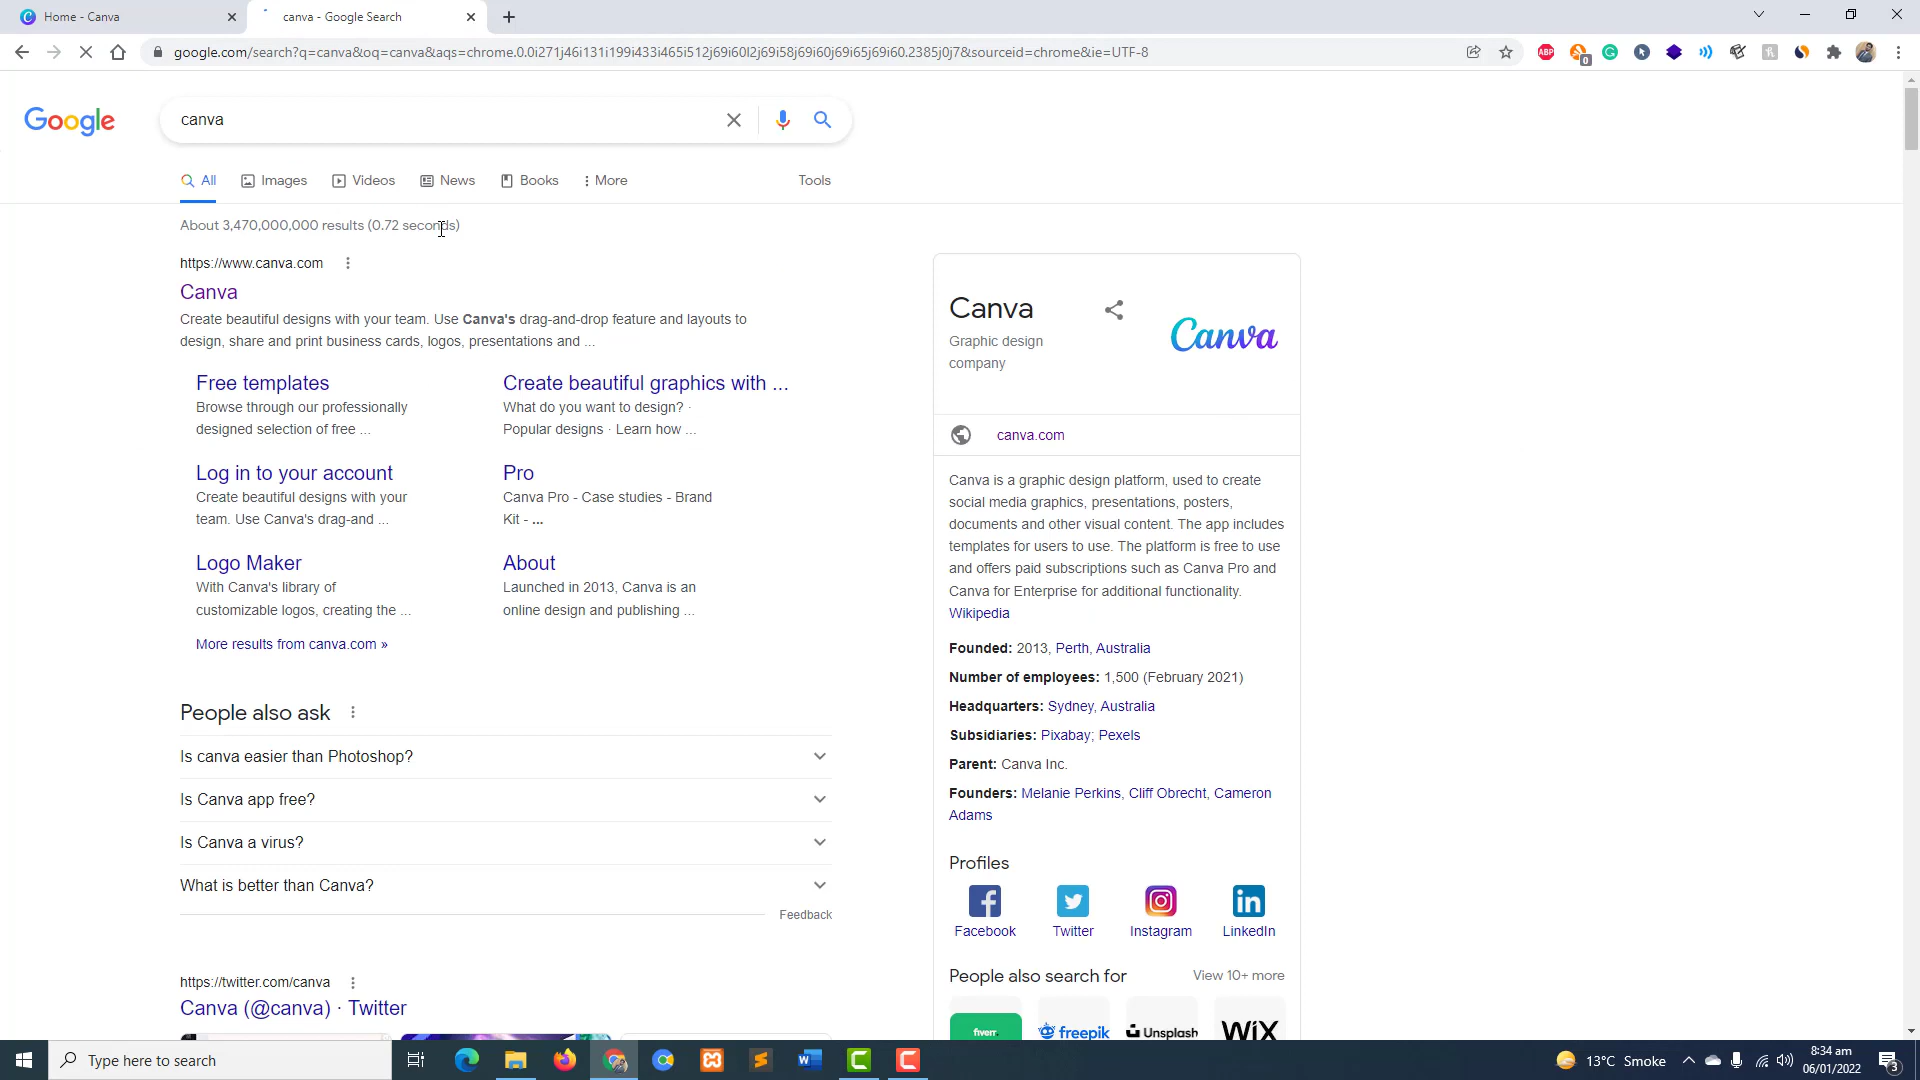 Home - Canva
canva - Google Search
google.com/search?q=canva&oq=canva&aqs=chrome.0.0i271j46i131i199i433i465i512j69i60l2j69i58j69i60j69i65j69i60.2385j0j7&sourceid=chrome&ie=UTF-8
ABP
0
Google
canva
All
Images
Videos
News
Books
More
Tools
About 3,470,000,000 results (0.72 seconds)
https://www.canva.com
Canva
Create beautiful designs with your team. Use Canva's drag-and-drop feature and layouts to
design, share and print business cards, logos, presentations and ...
Free templates
Browse through our professionally
designed selection of free ...
Create beautiful graphics with ...
What do you want to design? ·
Popular designs · Learn how ...
Log in to your account
Create beautiful designs with your
team. Use Canva's drag-and ...
Pro
Canva Pro - Case studies - Brand
Kit - ...
Logo Maker
With Canva's library of
customizable logos, creating the ...
About
Launched in 2013, Canva is an
online design and publishing ...
More results from canva.com »
People also ask
Is canva easier than Photoshop?
Is Canva app free?
Is Canva a virus?
What is better than Canva?
Feedback
https://twitter.com/canva
Canva (@canva) · Twitter
Canva
Graphic design
company
Canva
canva.com
Canva is a graphic design platform, used to create
social media graphics, presentations, posters,
documents and other visual content. The app includes
templates for users to use. The platform is free to use
and offers paid subscriptions such as Canva Pro and
Canva for Enterprise for additional functionality.
Wikipedia
Founded: 2013, Perth, Australia
Number of employees: 1,500 (February 2021)
Headquarters: Sydney, Australia
Subsidiaries: Pixabay; Pexels
Parent: Canva Inc.
Founders: Melanie Perkins, Cliff Obrecht, Cameron
Adams
Profiles
Facebook
Twitter
Instagram
LinkedIn
People also search for
View 10+ more
fiverr.
freepik
Unsplash
WIX
Type here to search
13°C Smoke
8:34 am
06/01/2022
3